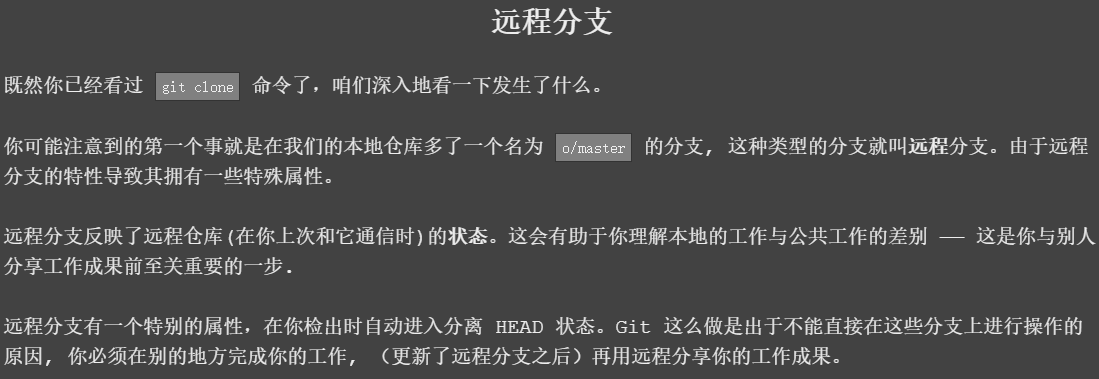 远程分支
既然你已经看过 git clone 命令了，咱们深入地看一下发生了什么。
你可能注意到的第一个事就是在我们的本地仓库多了一个名为 o/master 的分支, 这种类型的分支就叫远程分支。由于远程
分支的特性导致其拥有一些特殊属性。
远程分支反映了远程仓库(在你上次和它通信时)的状态。这会有助于你理解本地的工作与公共工作的差别 —— 这是你与别人
分享工作成果前至关重要的一步.
远程分支有一个特别的属性，在你检出时自动进入分离 HEAD 状态。Git 这么做是出于不能直接在这些分支上进行操作的
原因, 你必须在别的地方完成你的工作, （更新了远程分支之后）再用远程分享你的工作成果。